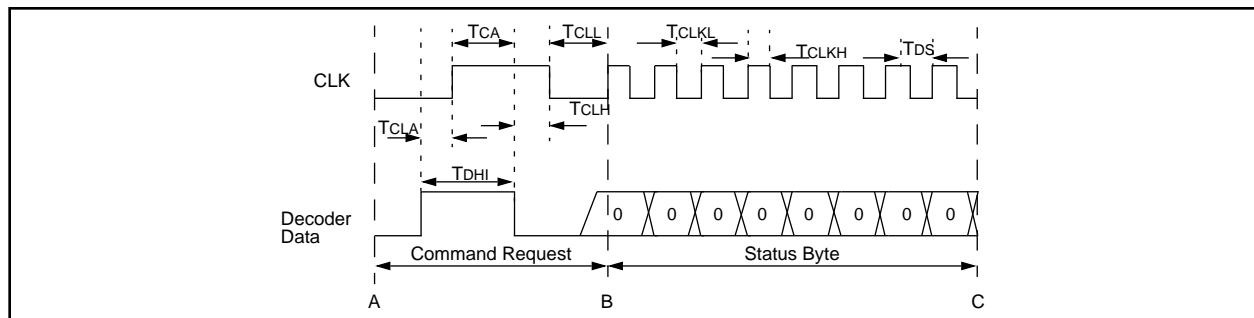 TCA TCLL TCLKL TCLKH TDS
CLK
TCLH
TCLA
TDHI
Decoder
Data
0 0 0 0 0 0 0 0
Command Request Status Byte
A B C